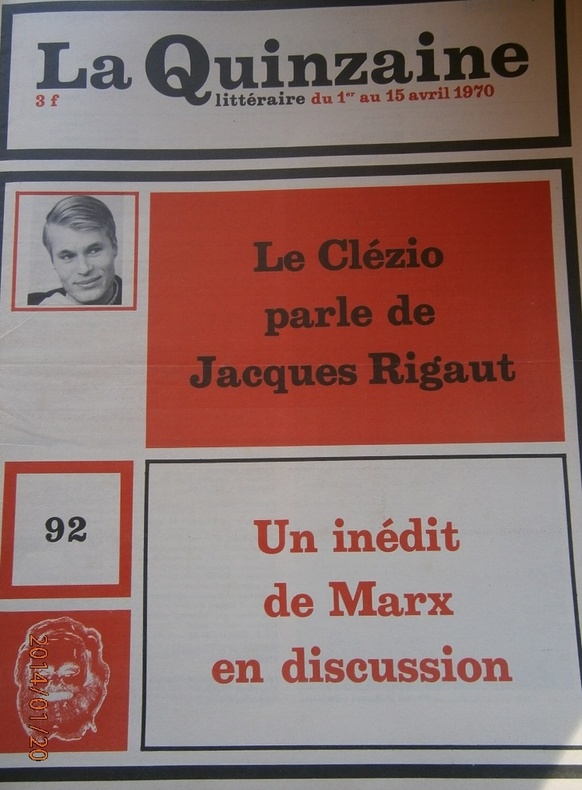 La Quinzaine
3 f
littéraire du 1er au 15 avril 1970
Le Clézio
parle de
Jacques Rigaut
92
Un inédit
de Marx
en discussion
2014/01/20